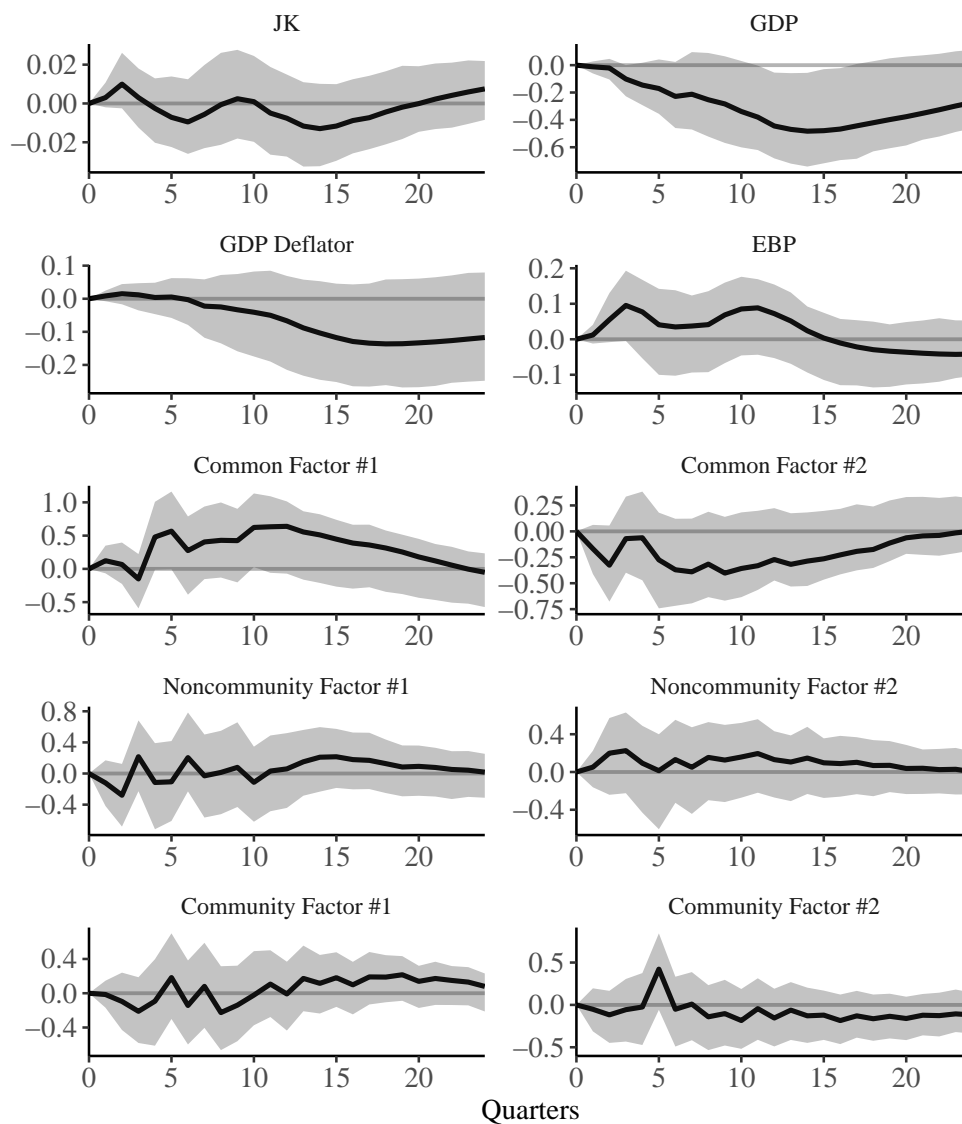 JK
GDP
0.02
0.00
−0.02
0 5 10 15 20
0.0
−0.2
−0.4
−0.6
0 5 10 15 20
GDP Deflator
EBP
0.1
0.0
−0.1
−0.2
0 5 10 15 20
0.2
0.1
0.0
−0.1
0 5 10 15 20
Common Factor #1
Common Factor #2
1.0
0.5
0.0
−0.5
0 5 10 15 20
0.25
0.00
−0.25
−0.50
−0.75
0 5 10 15 20
Noncommunity Factor #1
Noncommunity Factor #2
0.8
0.4
0.0
−0.4
0 5 10 15 20
0.4
0.0
−0.4
0 5 10 15 20
Community Factor #1
Community Factor #2
0.4
0.0
−0.4
0 5 10 15 20
0.5
0.0
−0.5
0 5 10 15 20
Quarters